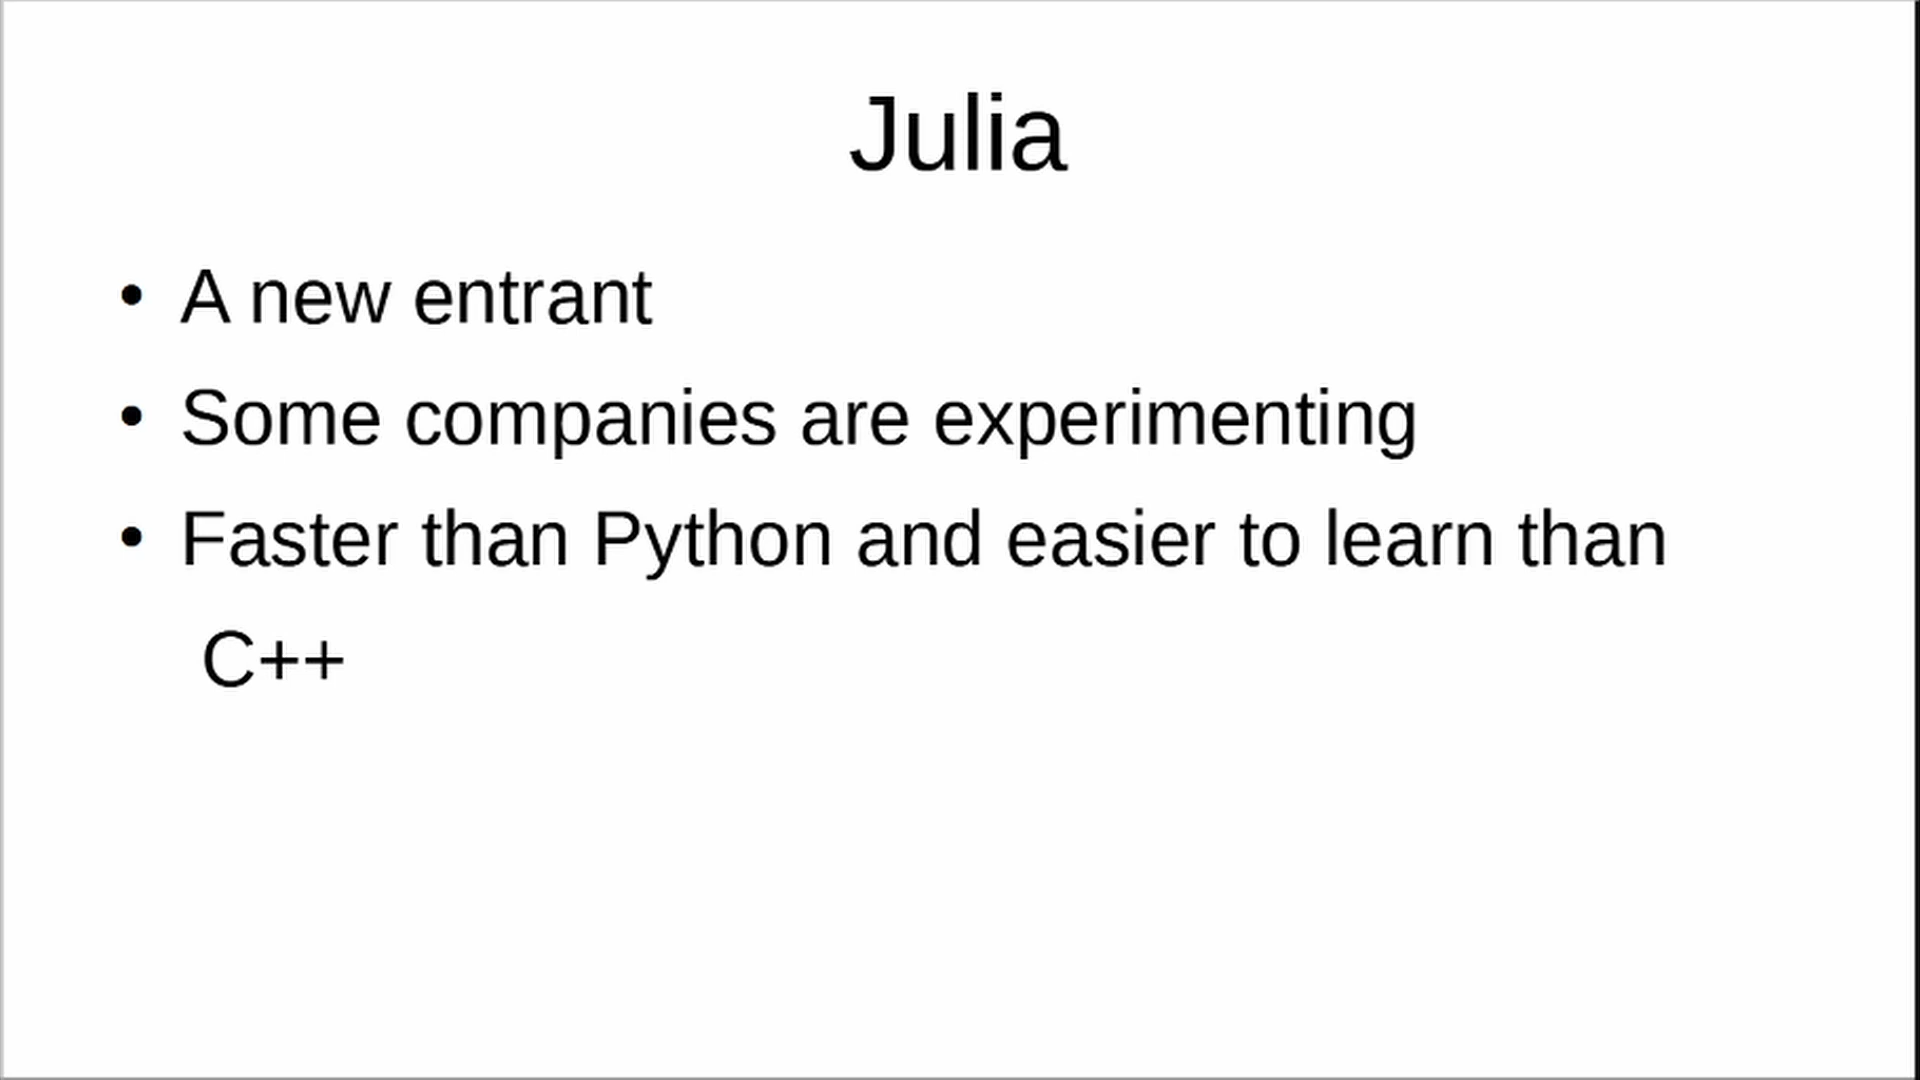 Julia
• A new entrant
• Some companies are experimenting
• Faster than Python and easier to learn than
C++